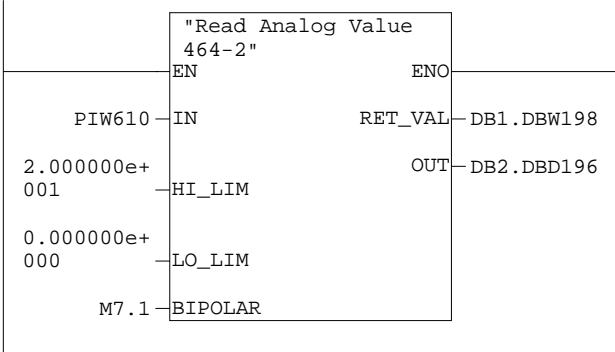 "Read Analog Value
464-2"
EN ENO
PIW610 IN RET_VAL DB1.DBW198
OUT DB2.DBD196
2.000000e+
001 HI_LIM
0.000000e+
000 LO_LIM
M7.1 BIPOLAR